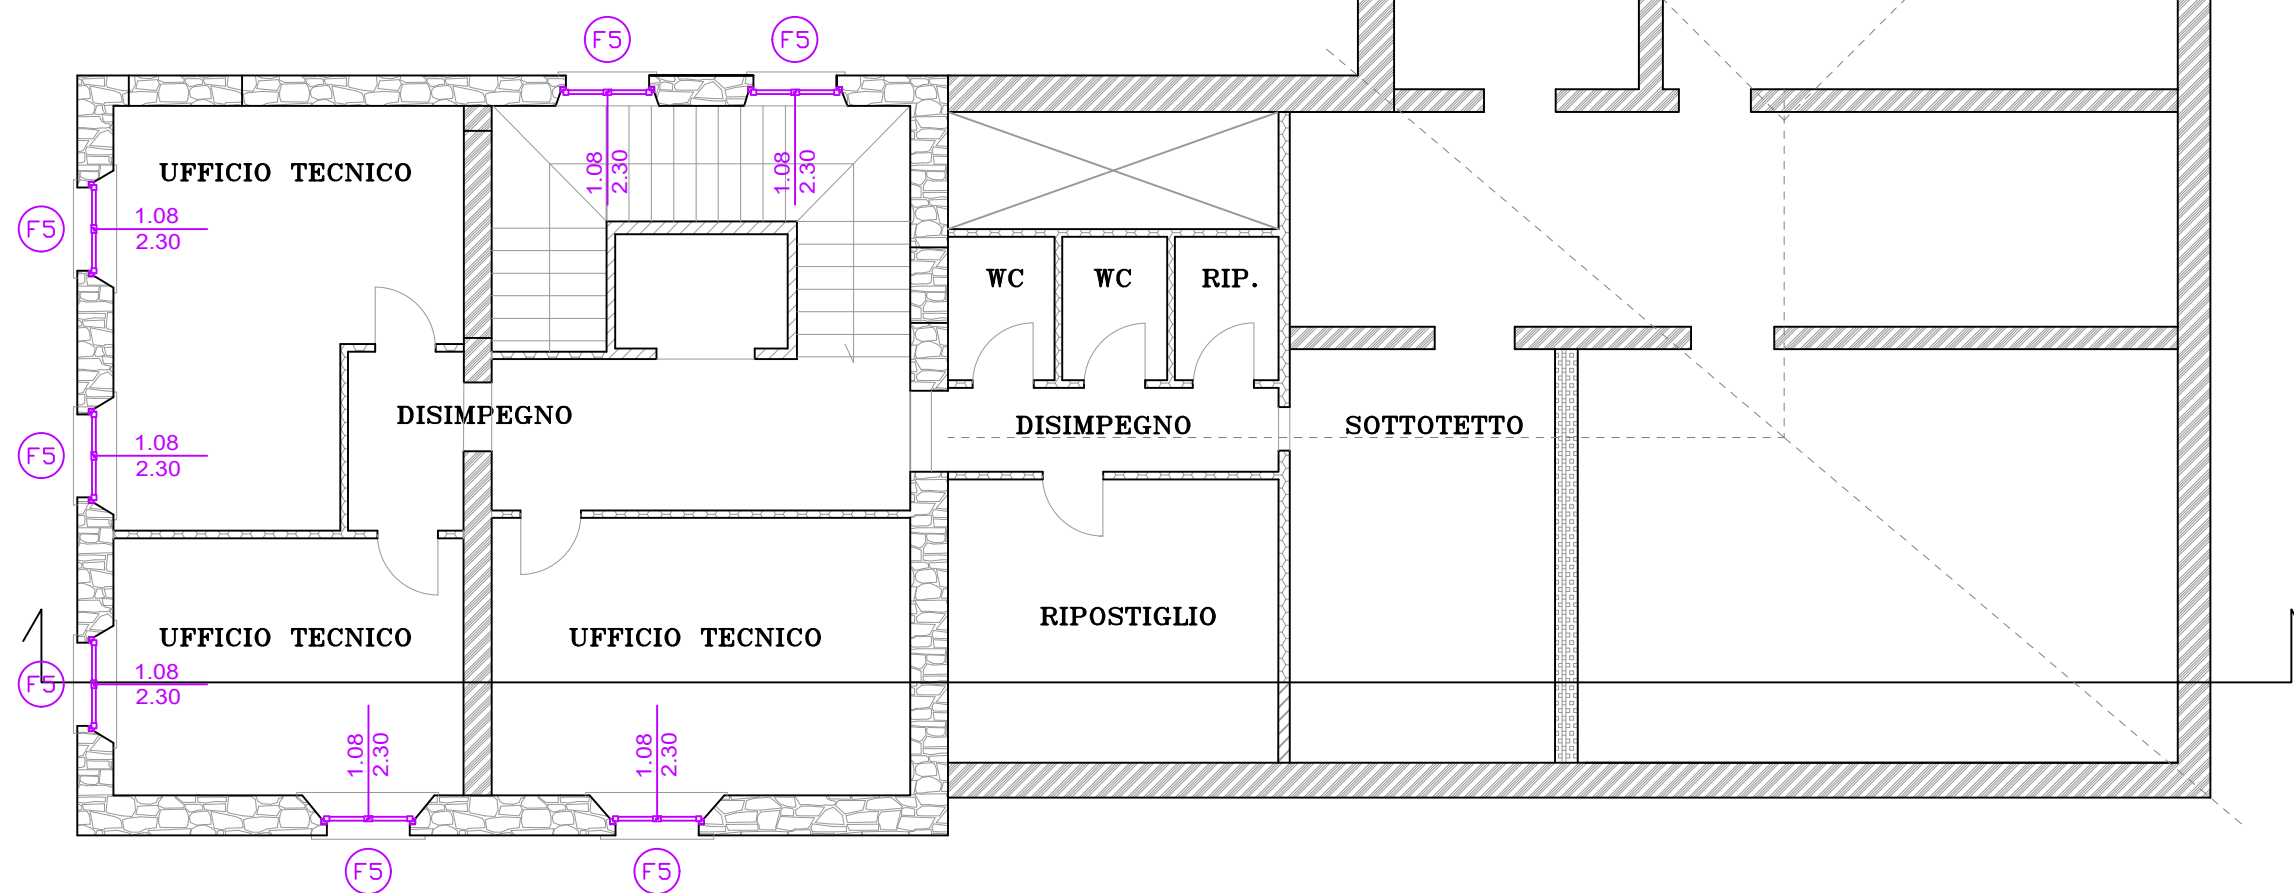 F5
F5
1.08
2.30
1.08
2.30
UFFICIO TECNICO
F5
1.08
2.30
WC
WC
RIP.
DISIMPEGNO
DISIMPEGNO
SOTTOTETTO
F5
1.08
2.30
RIPOSTIGLIO
UFFICIO TECNICO
UFFICIO TECNICO
F5
1.08
2.30
1.08
2.30
1.08
2.30
F5
F5